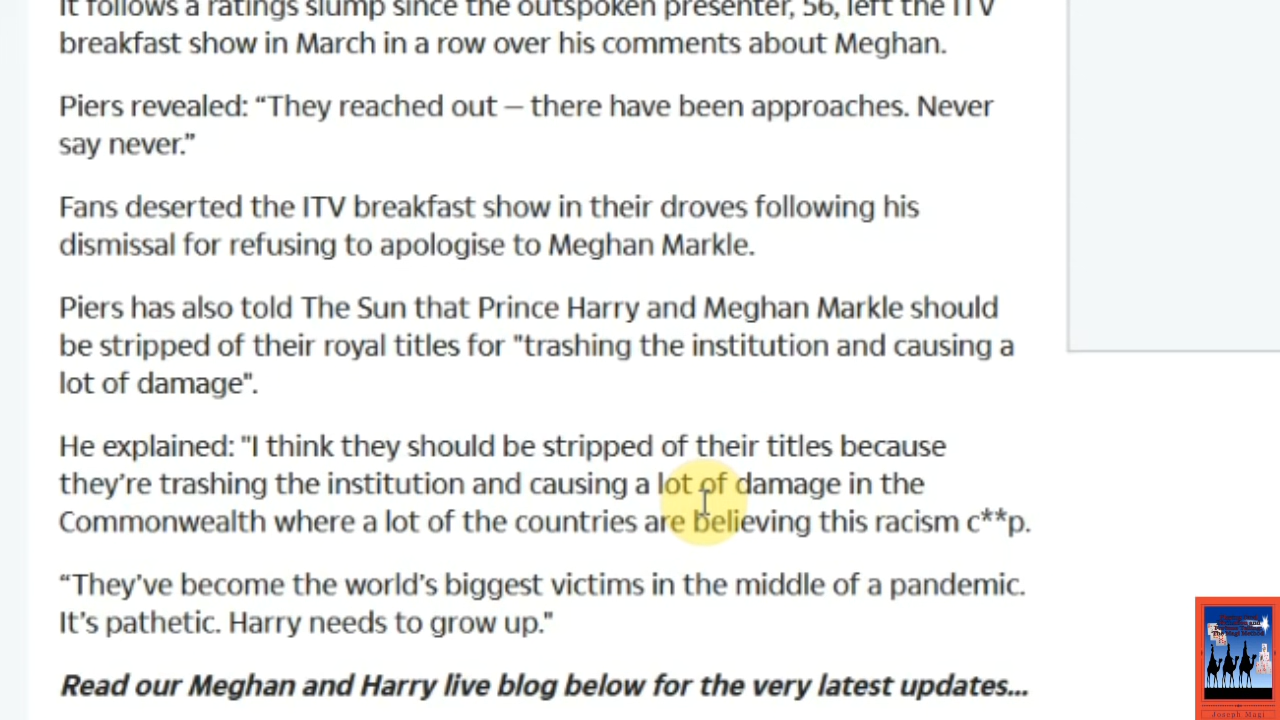 It follows a ratings slump since the outspoken presenter, 56, left the ITV
breakfast show in March in a row over his comments about Meghan.
Piers revealed: “They reached out – there have been approaches. Never
say never.”
Fans deserted the ITV breakfast show in their droves following his
dismissal for refusing to apologise to Meghan Markle.
Piers has also told The Sun that Prince Harry and Meghan Markle should
be stripped of their royal titles for "trashing the institution and causing a
lot of damage".
He explained: "I think they should be stripped of their titles because
they’re trashing the institution and causing a lot of damage in the
Commonwealth where a lot of the countries are believing this racism c**p.
“They’ve become the world’s biggest victims in the middle of a pandemic.
It’s pathetic. Harry needs to grow up."
Read our Meghan and Harry live blog below for the very latest updates...
The Magi Method
Joseph Magi